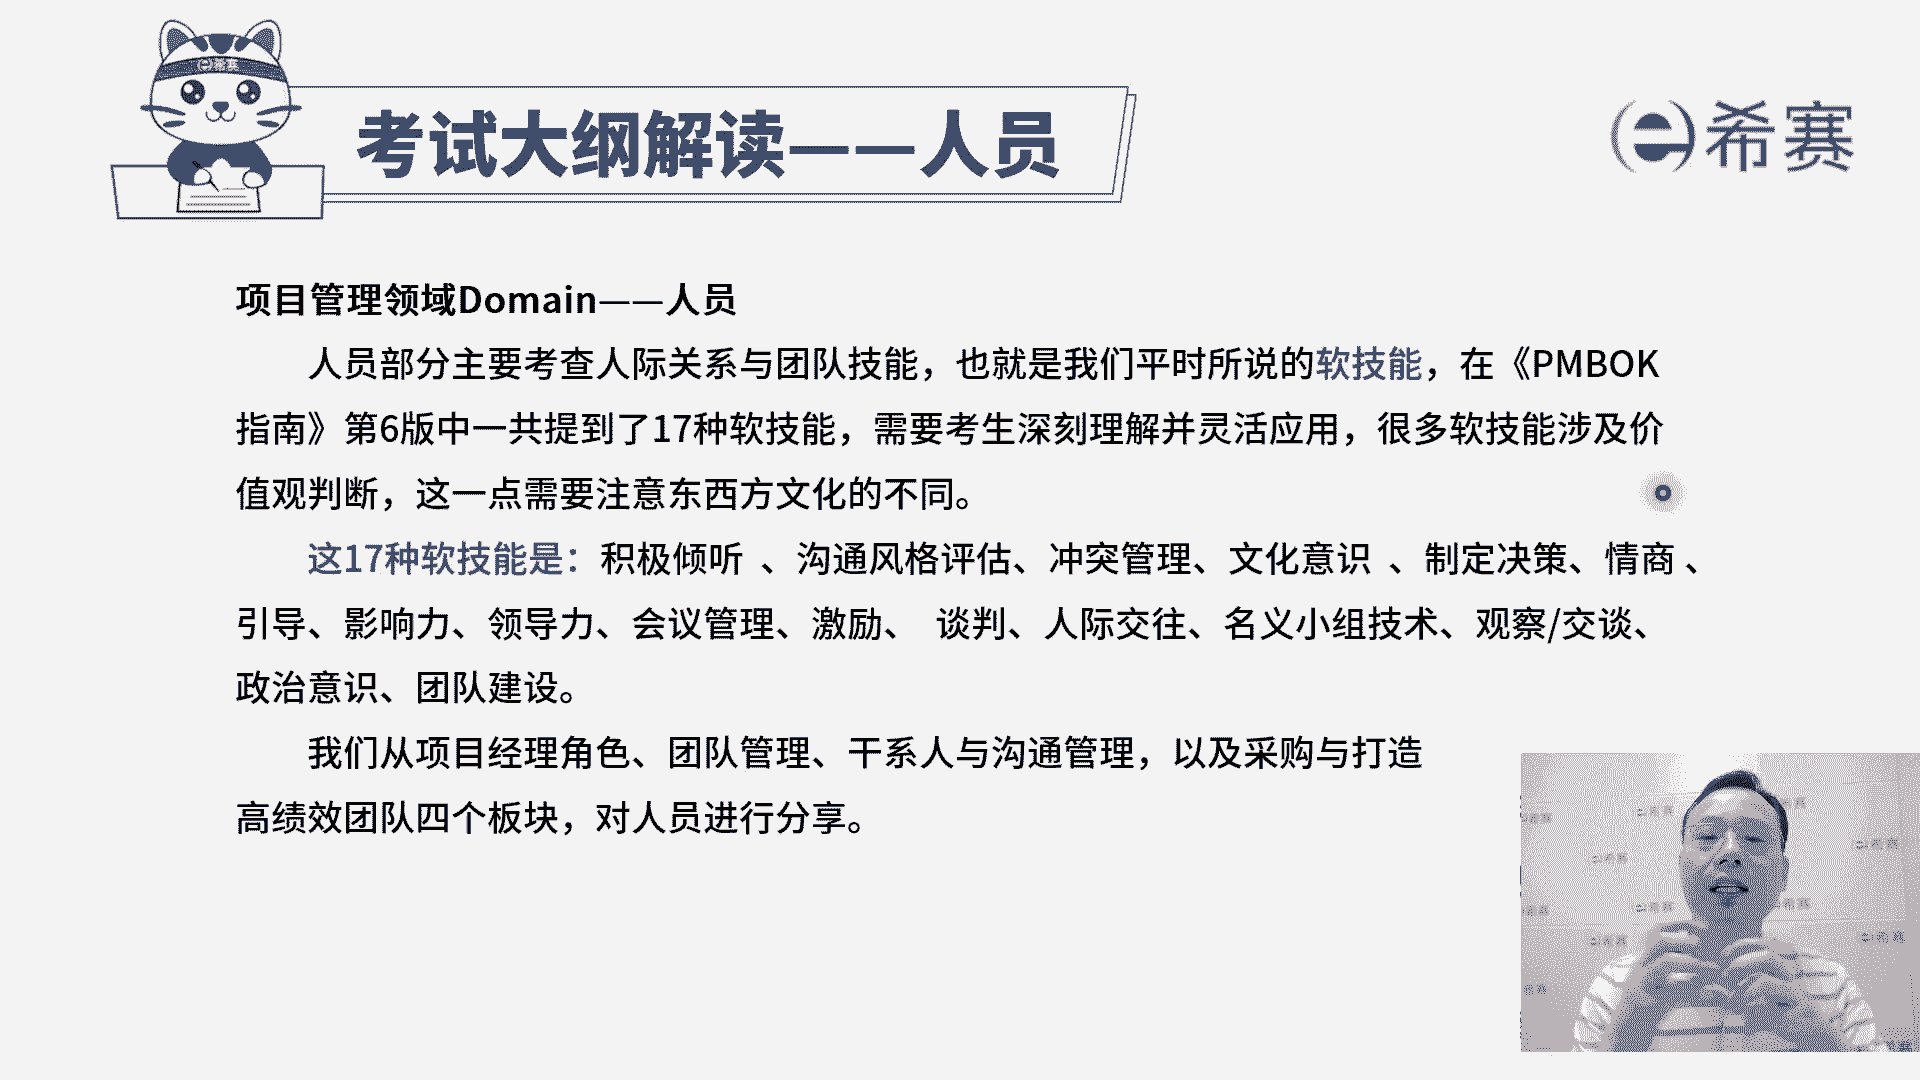 希赛
考试大纲解读——人员
希赛
项目管理领域Domain——人员
人员部分主要考查人际关系与团队技能，也就是我们平时所说的软技能，在《PMBOK
指南》第6版中一共提到了17种软技能，需要考生深刻理解并灵活应用，很多软技能涉及价
值观判断，这一点需要注意东西方文化的不同。
这17种软技能是：积极倾听 、沟通风格评估、冲突管理、文化意识 、制定决策、情商 、
引导、影响力、领导力、会议管理、激励、 谈判、人际交往、名义小组技术、观察/交谈、
政治意识、团队建设。
我们从项目经理角色、团队管理、干系人与沟通管理，以及采购与打造
高绩效团队四个板块，对人员进行分享。